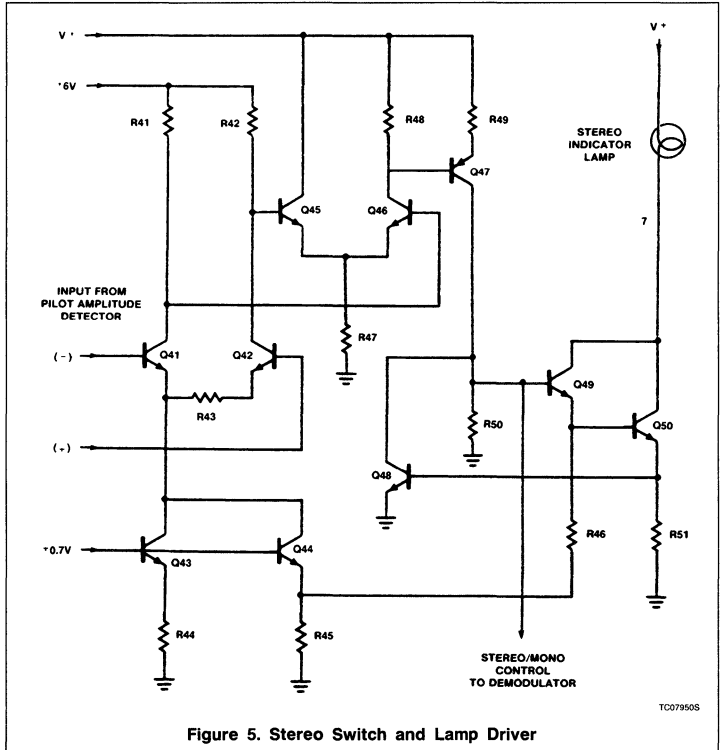 V '
V +
'6V
R41
R42
R48
R49
STEREO
INDICATOR
LAMP
Q47
Q45
Q46
7
INPUT FROM
PILOT AMPLITUDE
DETECTOR
R47
(-)
Q41
Q42
Q49
R43
R50
Q50
(+)
Q48
+0.7V
Q43
Q44
R46
R51
R44
R45
STEREO/MONO
CONTROL
TO DEMODULATOR
TC07950S
Figure 5. Stereo Switch and Lamp Driver